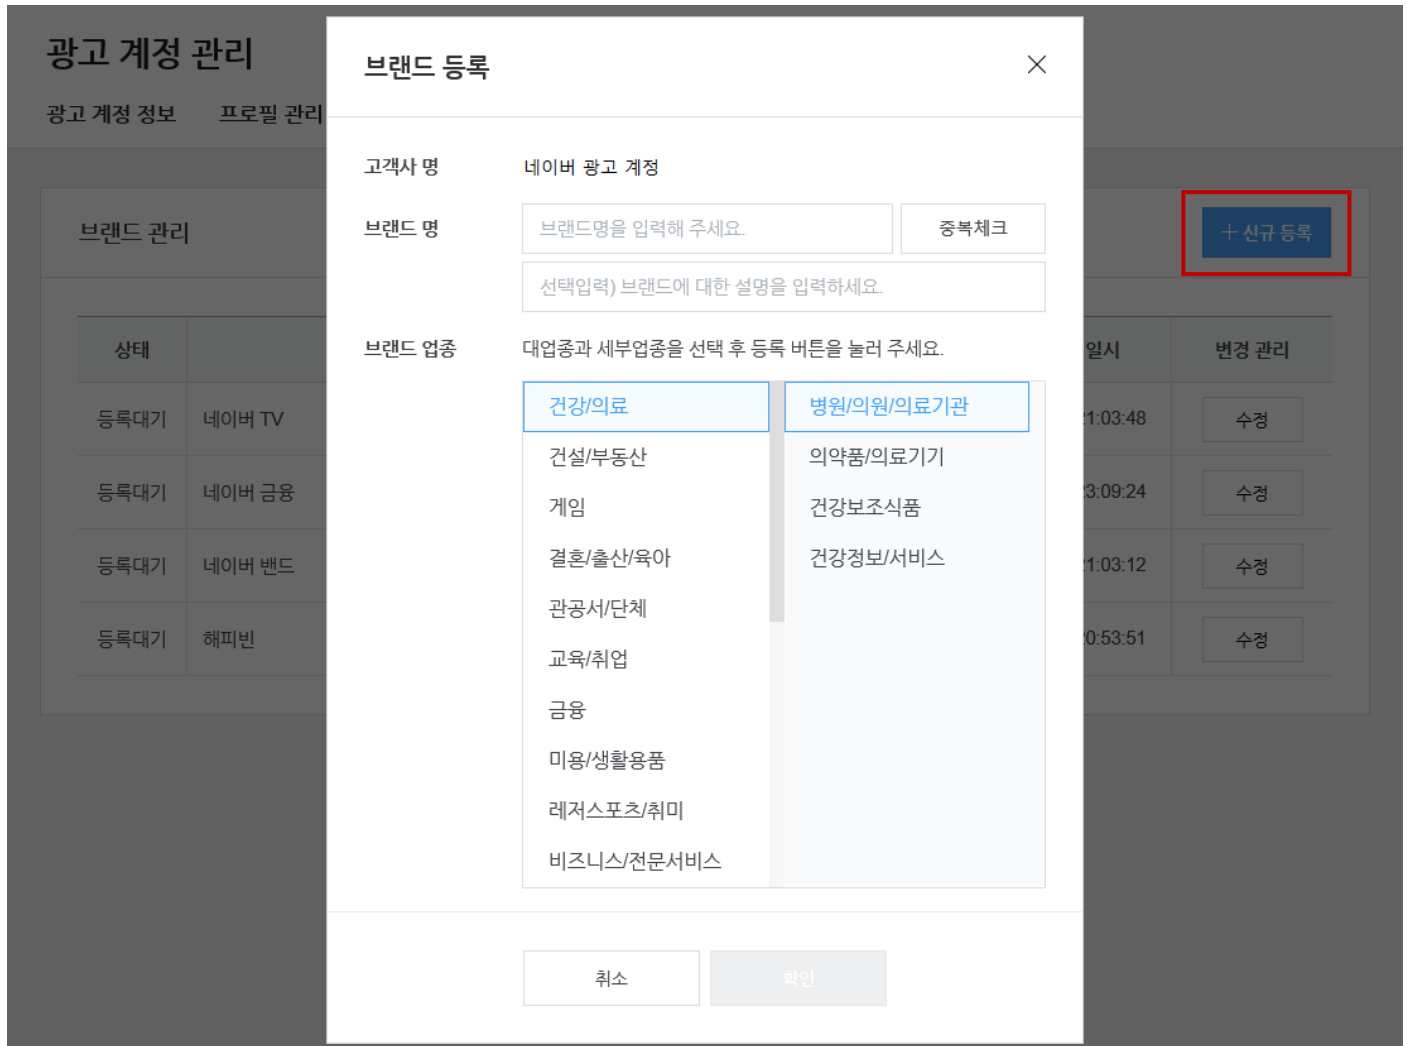 광고 계정 관리
광고 계정 정보 프로필 관리
브랜드 관리
+ 신규 등록
상태 일시 변경 관리
등록대기 네이버 TV 1:03:48 수정
등록대기 네이버 금융 3:09:24 수정
등록대기 네이버 밴드 1:03:12 수정
등록대기 해피빈 0:53:51 수정
브랜드 등록
고객사 명 네이버 광고 계정
브랜드 명 브랜드명을 입력해 주세요. 중복체크
선택입력) 브랜드에 대한 설명을 입력하세요.
브랜드 업종 대업종과 세부업종을 선택 후 등록 버튼을 눌러 주세요.
건강/의료 병원/의원/의료기관
건설/부동산 의약품/의료기기
게임 건강보조식품
결혼/출산/육아 건강정보/서비스
관공서/단체
교육/취업
금융
미용/생활용품
레저스포츠/취미
비즈니스/전문서비스
취소 확인